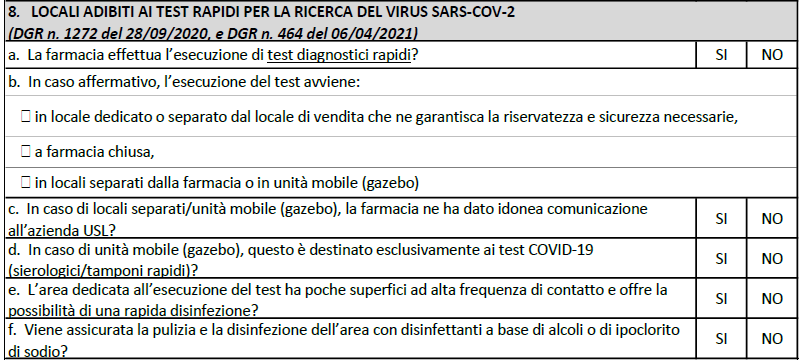 8. LOCALI ADIBITI AI TEST RAPIDI PER LA RICERCA DEL VIRUS SARS-COV-2
(DGR n. 1272 del 28/09/2020, e DGR n. 464 del 06/04/2021)
a. La farmacia effettua l'esecuzione di test diagnostici rapidi? SI NO
b. In caso affermativo, l'esecuzione del test avviene:
□ in locale dedicato o separato dal locale di vendita che ne garantisca la riservatezza e sicurezza necessarie,
□ a farmacia chiusa,
□ in locali separati dalla farmacia o in unità mobile (gazebo)
c. In caso di locali separati/unità mobile (gazebo), la farmacia ne ha dato idonea comunicazione
all'azienda USL? SI NO
d. In caso di unità mobile (gazebo), questo è destinato esclusivamente ai test COVID-19
(sierologici/tamponi rapidi)? SI NO
e. L'area dedicata all'esecuzione del test ha poche superfici ad alta frequenza di contatto e offre la
possibilità di una rapida disinfezione? SI NO
f. Viene assicurata la pulizia e la disinfezione dell'area con disinfettanti a base di alcoli o di ipoclorito
di sodio? SI NO